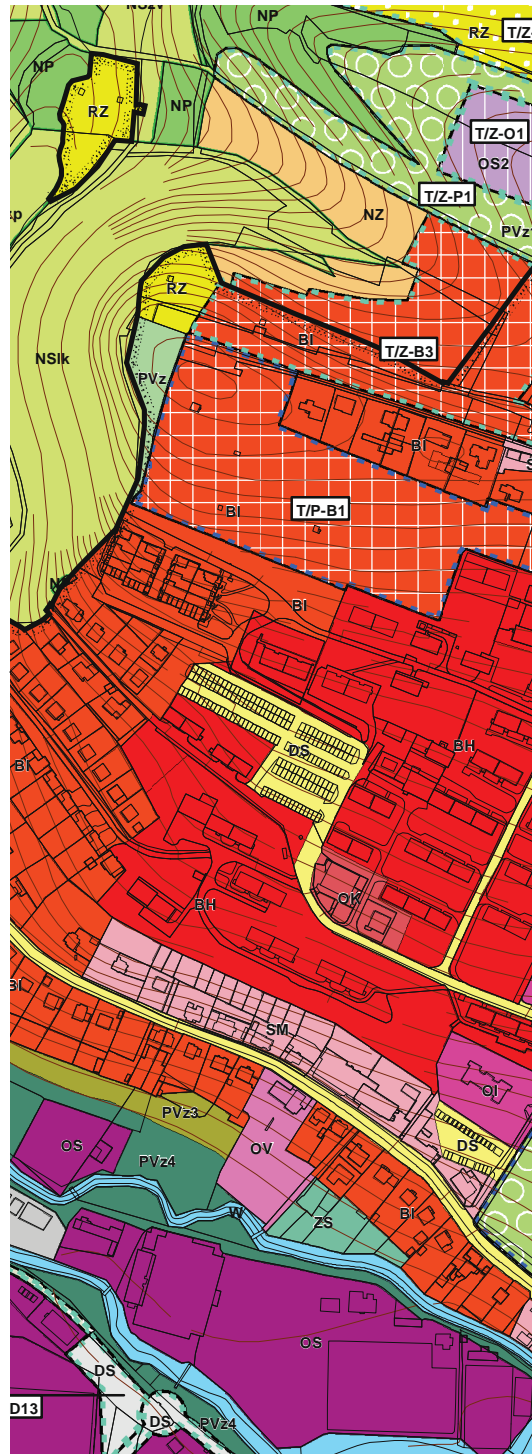 NP
RZ
T/Z
RZ
NP
T/Z-O1
OS2
T/Z-P1
NZ
PVz
RZ
BI
T/Z-B3
NSlk
PVz
BI
T/P-B1
BI
BI
DS
BH
BI
OK
BH
BI
SM
OI
PVz3
OS
OV
DS
PVz4
BI
W
ZS
OS
DS
D13
DS
PVz4